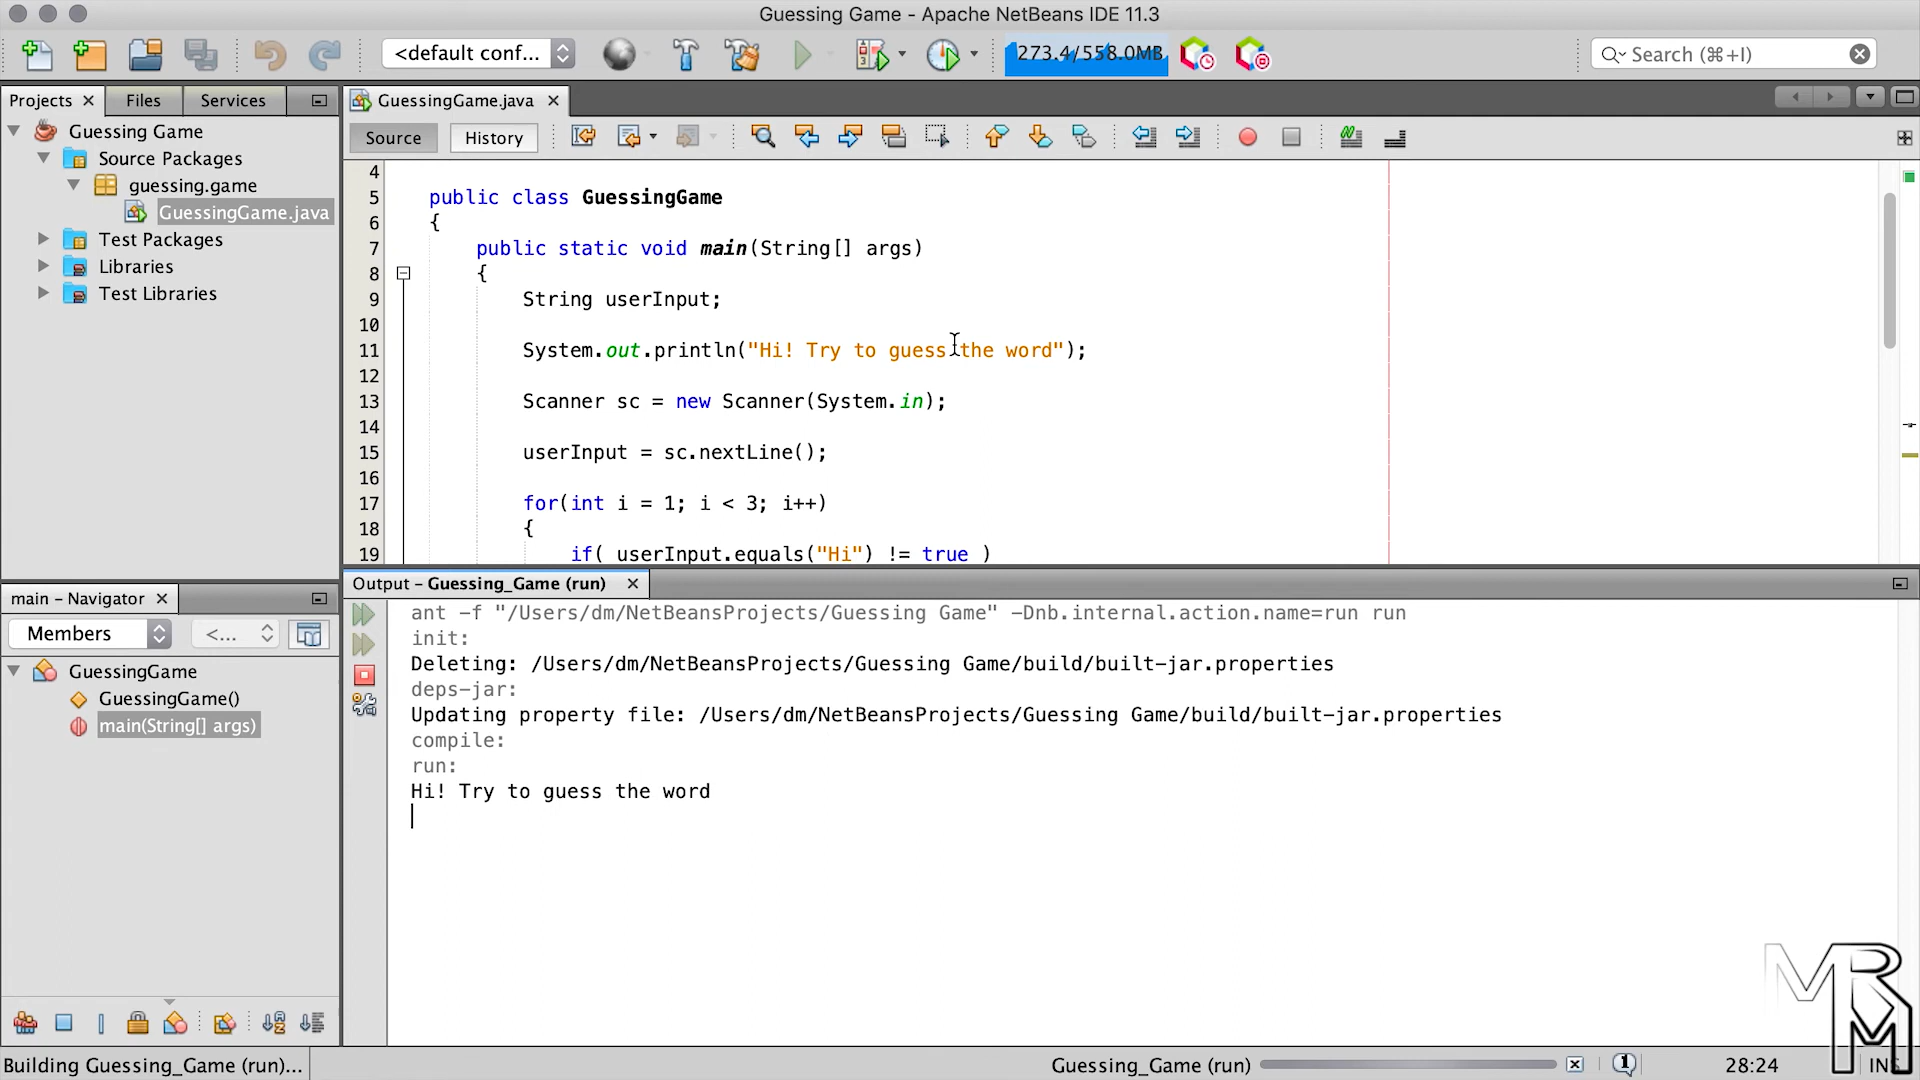 Guessing Game - Apache NetBeans IDE 11.3
<default conf...
273.4/558.0MB
Search (⌘+I)
Projects
Files
Services
Guessing Game
Source Packages
guessing.game
GuessingGame.java
Test Packages
Libraries
Test Libraries
GuessingGame.java
Source
History
4
5 public class GuessingGame
6 {
7 public static void main(String[] args)
8 {
9 String userInput;
10
11 System.out.println("Hi! Try to guess the word");
12
13 Scanner sc = new Scanner(System.in);
14
15 userInput = sc.nextLine();
16
17 for(int i = 1; i < 3; i++)
18 {
19 if( userInput.equals("Hi") != true )
main – Navigator
Members
<...
GuessingGame
GuessingGame()
main(String[] args)
Output – Guessing_Game (run)
ant -f "/Users/dm/NetBeansProjects/Guessing Game" -Dnb.internal.action.name=run run
init:
Deleting: /Users/dm/NetBeansProjects/Guessing Game/build/built-jar.properties
deps-jar:
Updating property file: /Users/dm/NetBeansProjects/Guessing Game/build/built-jar.properties
compile:
run:
Hi! Try to guess the word
Building Guessing_Game (run)...
Guessing_Game (run)
1
28:24